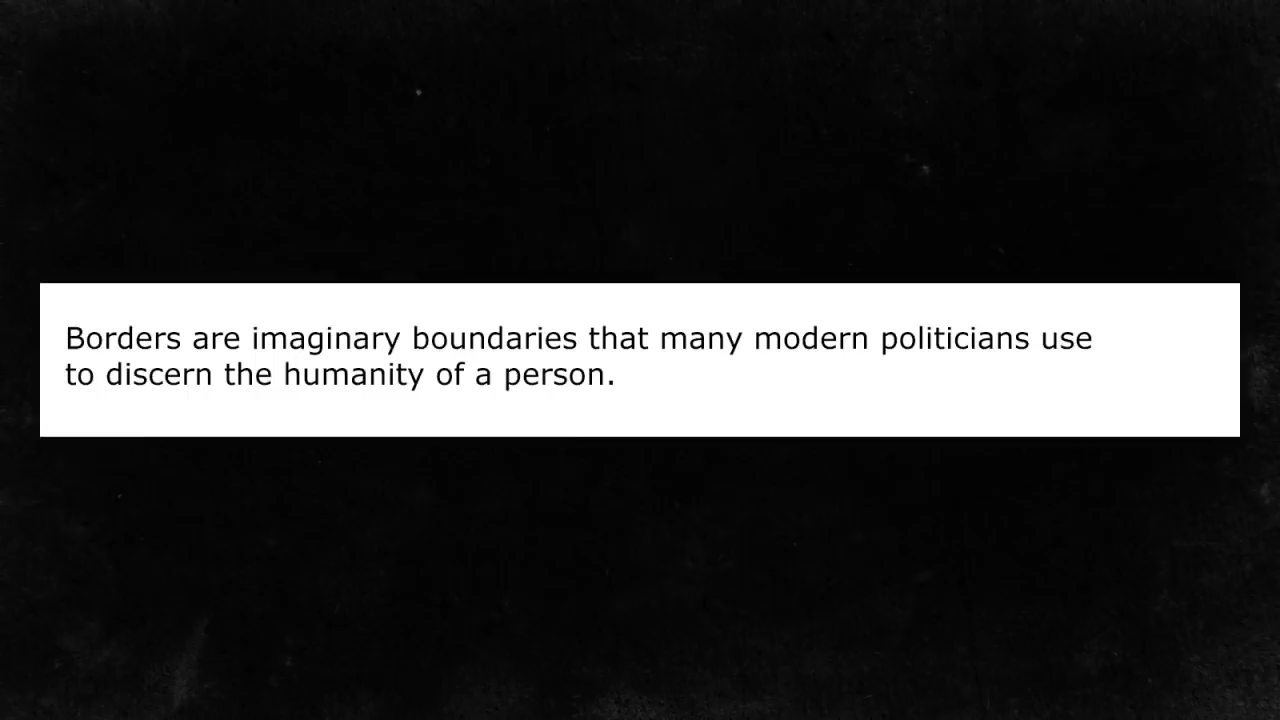 Borders are imaginary boundaries that many modern politicians use
to discern the humanity of a person.